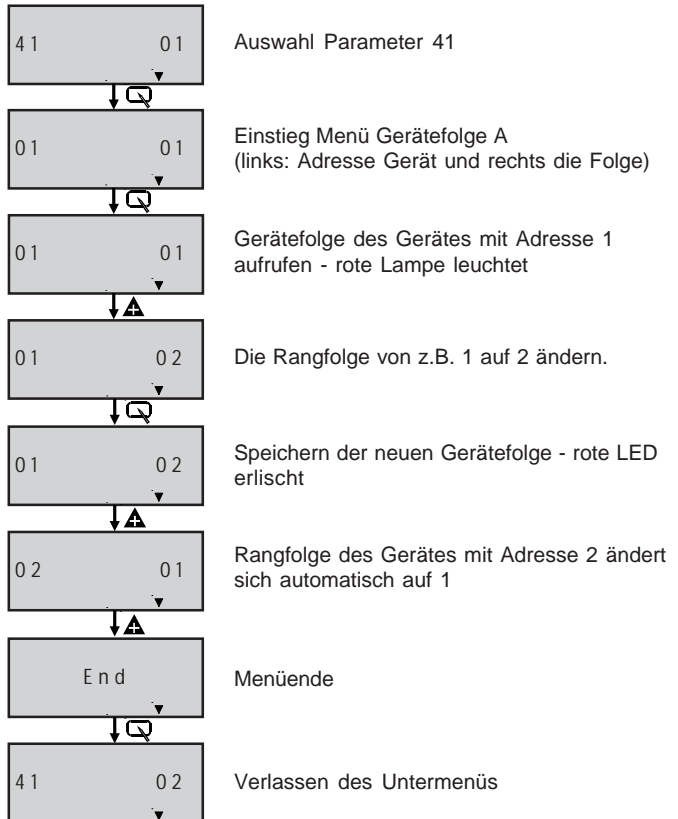 41 01 Auswahl Parameter 41
01 01 Einstieg Menü Gerätefolge A
(links: Adresse Gerät und rechts die Folge)
01 01 Gerätefolge des Gerätes mit Adresse 1
aufrufen - rote Lampe leuchtet
01 02 Die Rangfolge von z.B. 1 auf 2 ändern.
01 02 Speichern der neuen Gerätefolge - rote LED
erlischt
02 01 Rangfolge des Gerätes mit Adresse 2 ändert
sich automatisch auf 1
End Menüende
41 02 Verlassen des Untermenüs